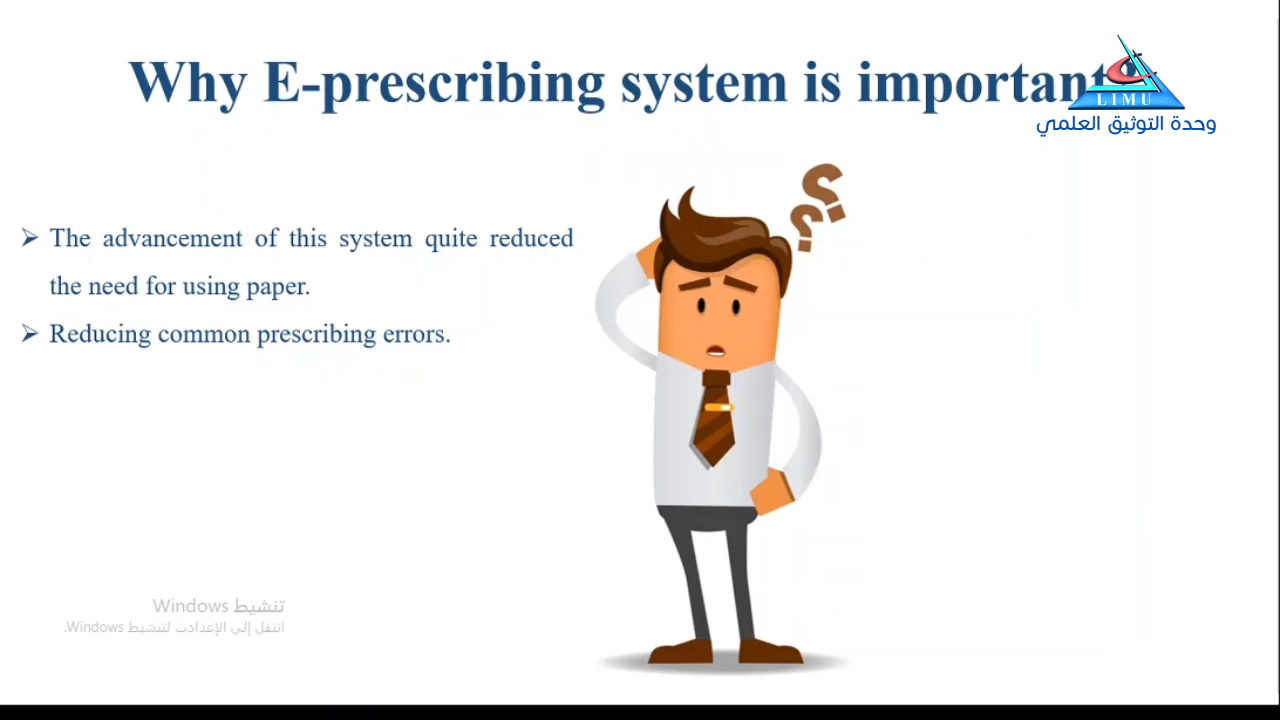 Why E-prescribing system is important
LIMU
وحدة التوثيق العلمي
??
➢ The advancement of this system quite reduced
the need for using paper.
➢ Reducing common prescribing errors.
تنشيط Windows
انتقل إلى الإعدادت لتنشيط Windows.